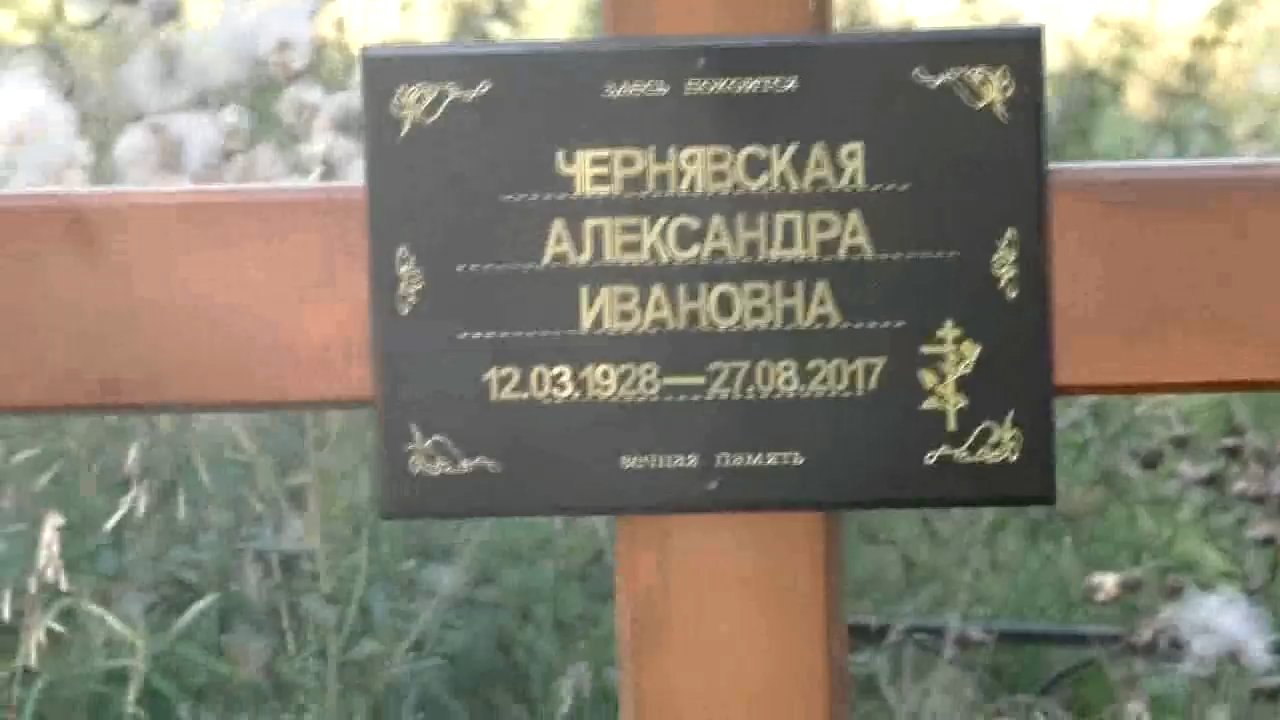 ЗДЕСЬ ПОКОИТСЯ
ЧЕРНЯВСКАЯ
АЛЕКСАНДРА
ИВАНОВНА
12.03.1928—27.08.2017
вечная память